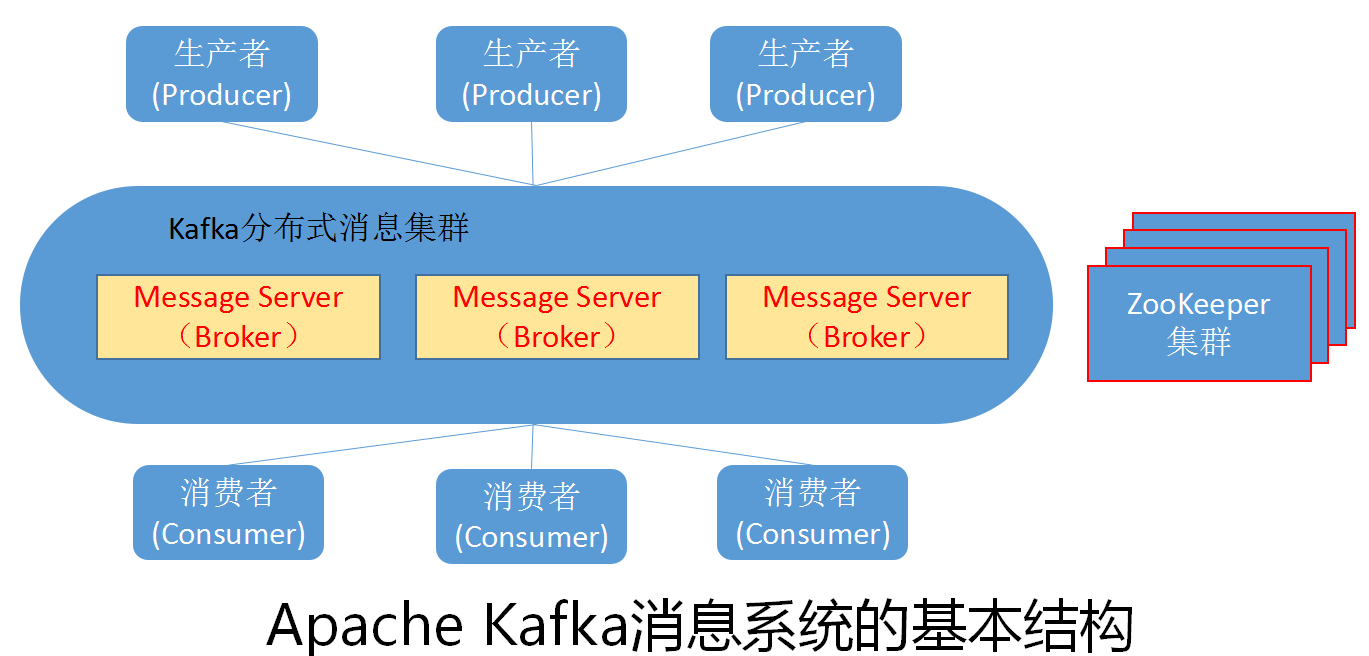 生产者
(Producer)
生产者
(Producer)
生产者
(Producer)
Kafka分布式消息集群
Message Server
（Broker）
Message Server
（Broker）
Message Server
（Broker）
ZooKeeper
集群
消费者
(Consumer)
消费者
(Consumer)
消费者
(Consumer)
Apache Kafka消息系统的基本结构